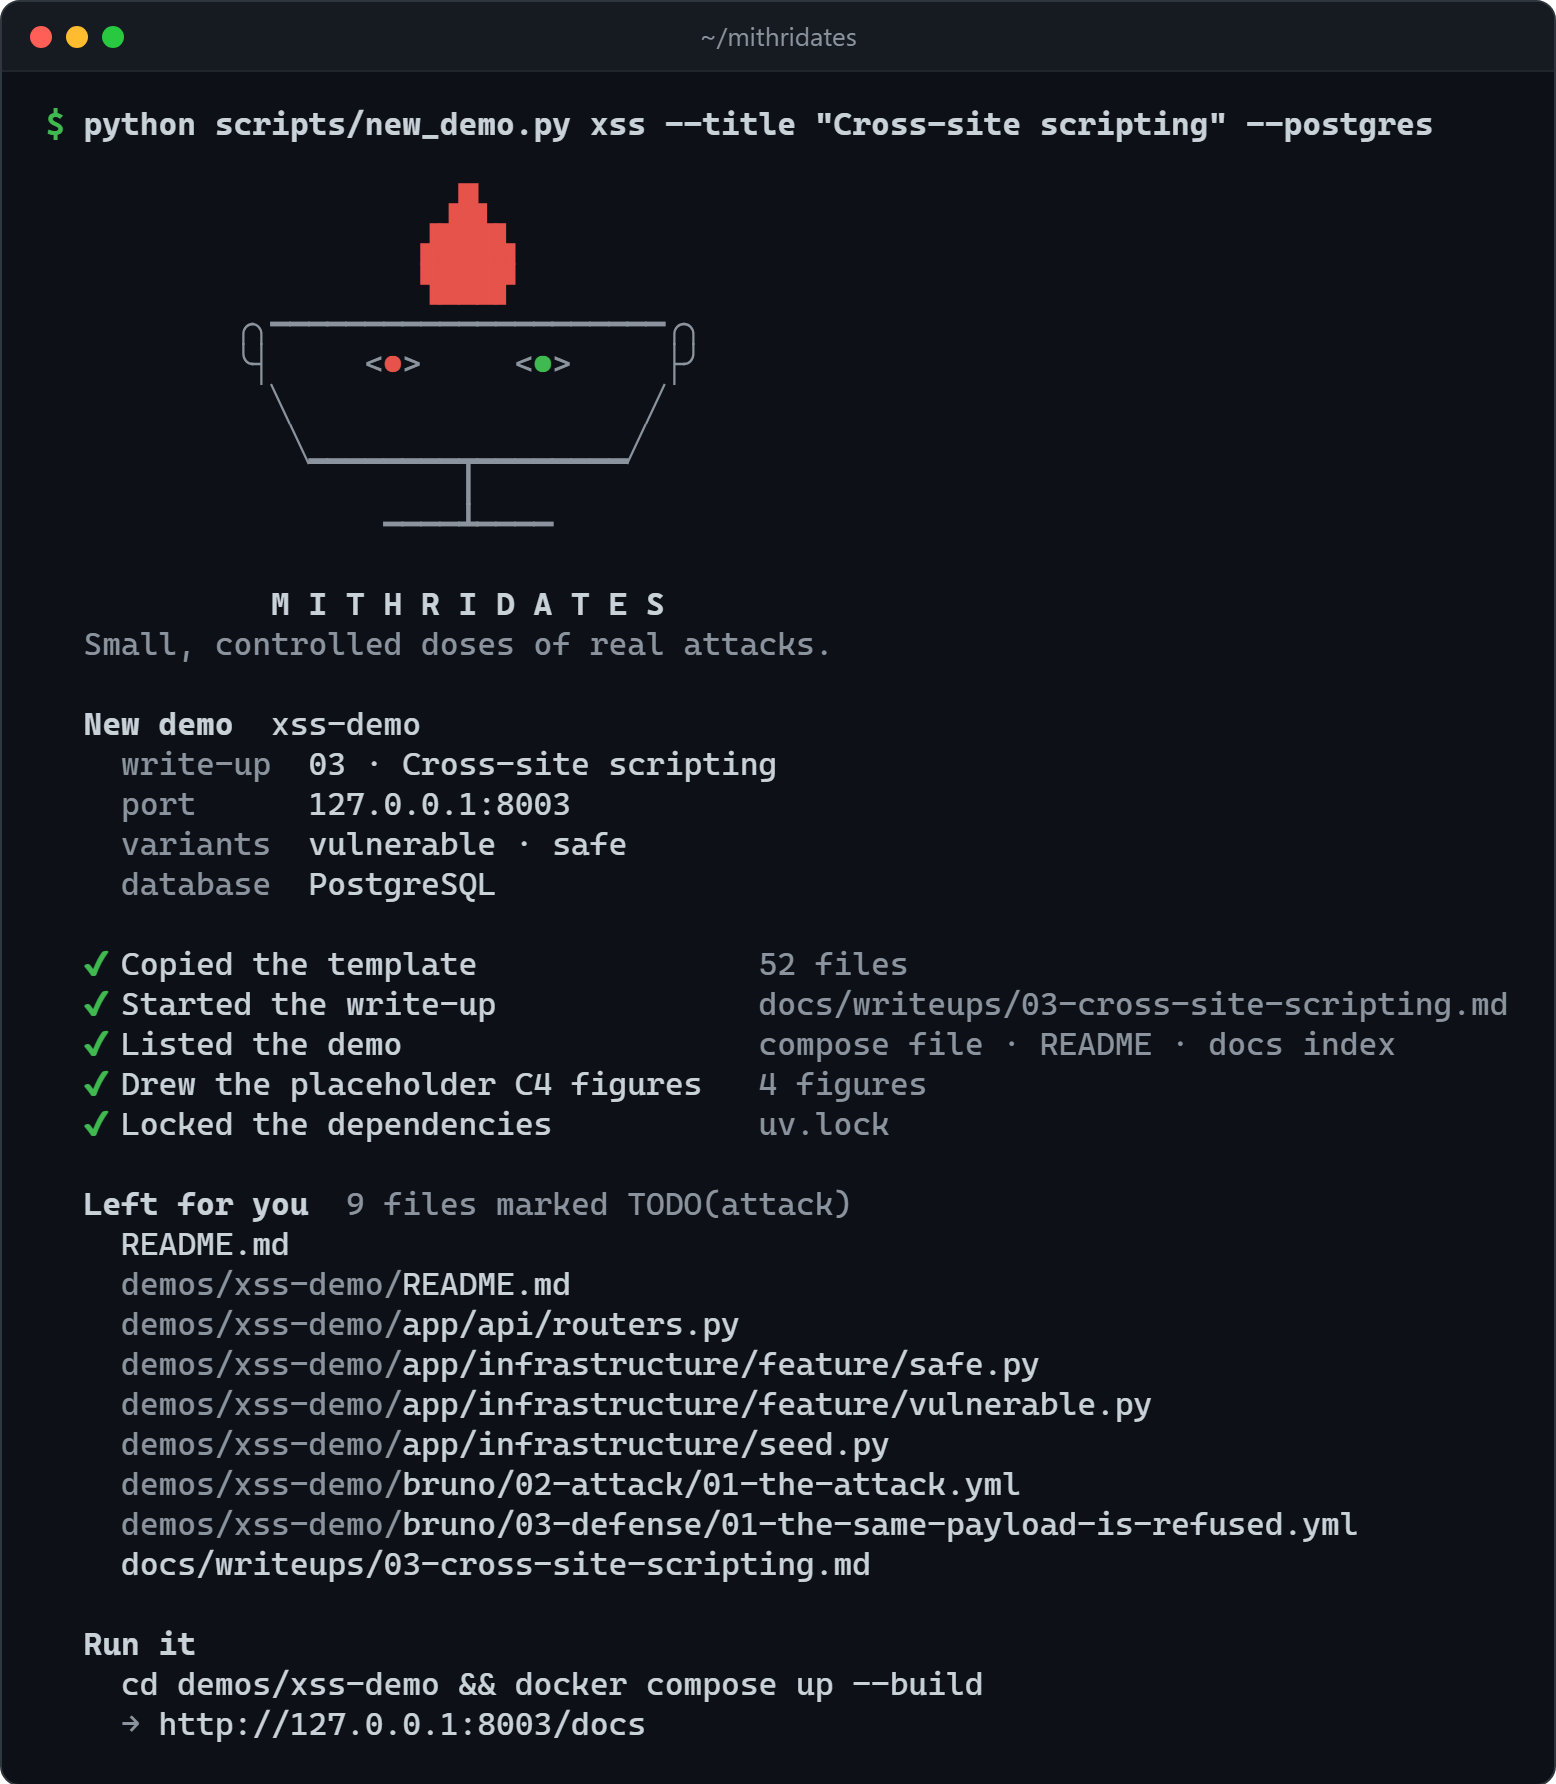 ~/mithridates
$ python scripts/new_demo.py xss --title "Cross-site scripting" --postgres
<●> <●>
M I T H R I D A T E S
Small, controlled doses of real attacks.
New demo  xss-demo
write-up  03 · Cross-site scripting
port      127.0.0.1:8003
variants  vulnerable · safe
database  PostgreSQL
✔ Copied the template  52 files
✔ Started the write-up  docs/writeups/03-cross-site-scripting.md
✔ Listed the demo  compose file · README · docs index
✔ Drew the placeholder C4 figures  4 figures
✔ Locked the dependencies  uv.lock
Left for you  9 files marked TODO(attack)
README.md
demos/xss-demo/README.md
demos/xss-demo/app/api/routers.py
demos/xss-demo/app/infrastructure/feature/safe.py
demos/xss-demo/app/infrastructure/feature/vulnerable.py
demos/xss-demo/app/infrastructure/seed.py
demos/xss-demo/bruno/02-attack/01-the-attack.yml
demos/xss-demo/bruno/03-defense/01-the-same-payload-is-refused.yml
docs/writeups/03-cross-site-scripting.md
Run it
cd demos/xss-demo && docker compose up --build
→ http://127.0.0.1:8003/docs